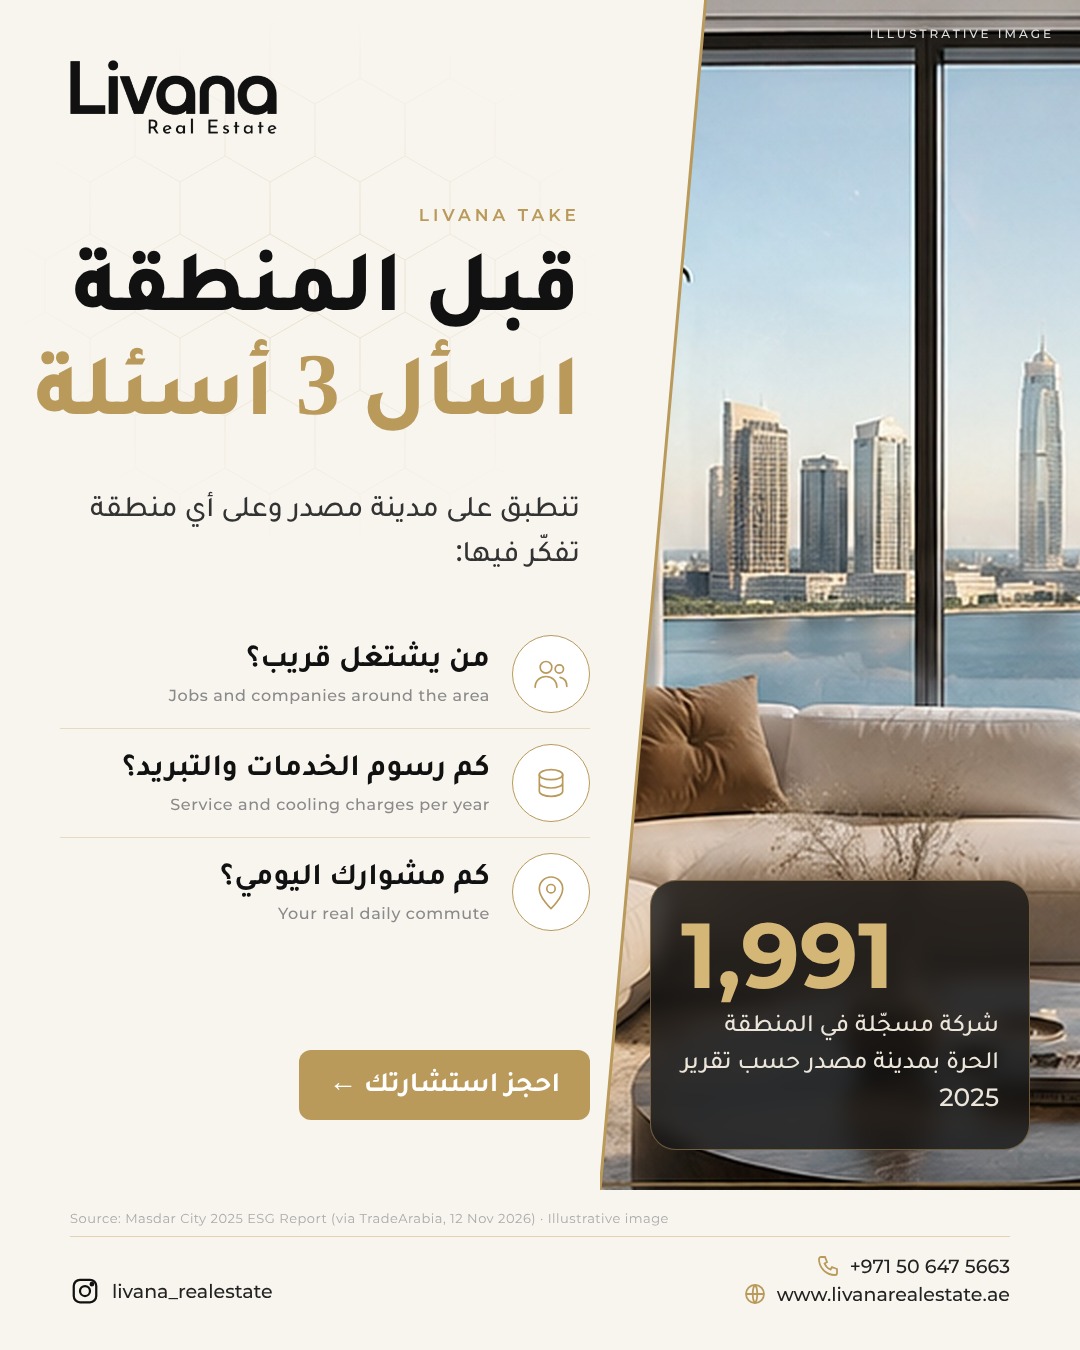 ILLUSTRATIVE IMAGE
Livana
Real Estate
LIVANA TAKE
قبل المنطقة
اسأل 3 أسئلة
تنطبق على مدينة مصدر وعلى أي منطقة
تفكّر فيها:
من يشتغل قريب؟
Jobs and companies around the area
كم رسوم الخدمات والتبريد؟
Service and cooling charges per year
كم مشوارك اليومي؟
Your real daily commute
1,991
شركة مسجّلة في المنطقة
الحرة بمدينة مصدر حسب تقرير
2025
احجز استشارتك ←
Source: Masdar City 2025 ESG Report (via TradeArabia, 12 Nov 2026) · Illustrative image
livana_realestate
+971 50 647 5663
www.livanarealestate.ae